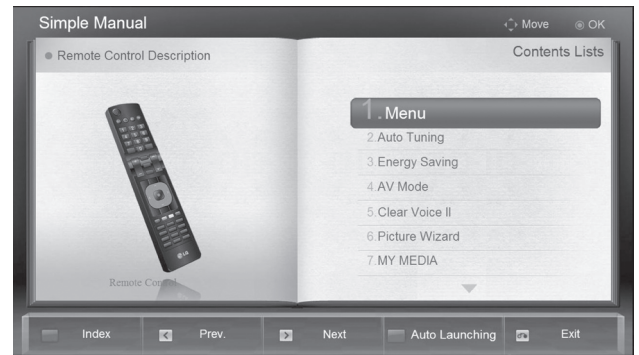 Simple Manual
Move
OK
Remote Control Description
Contents Lists
1. Menu
2.Auto Tuning
3.Energy Saving
4.AV Mode
5.Clear Voice II
6.Picture Wizard
7.MY MEDIA
LG
Remote Control
Index
Prev.
Next
Auto Launching
Exit